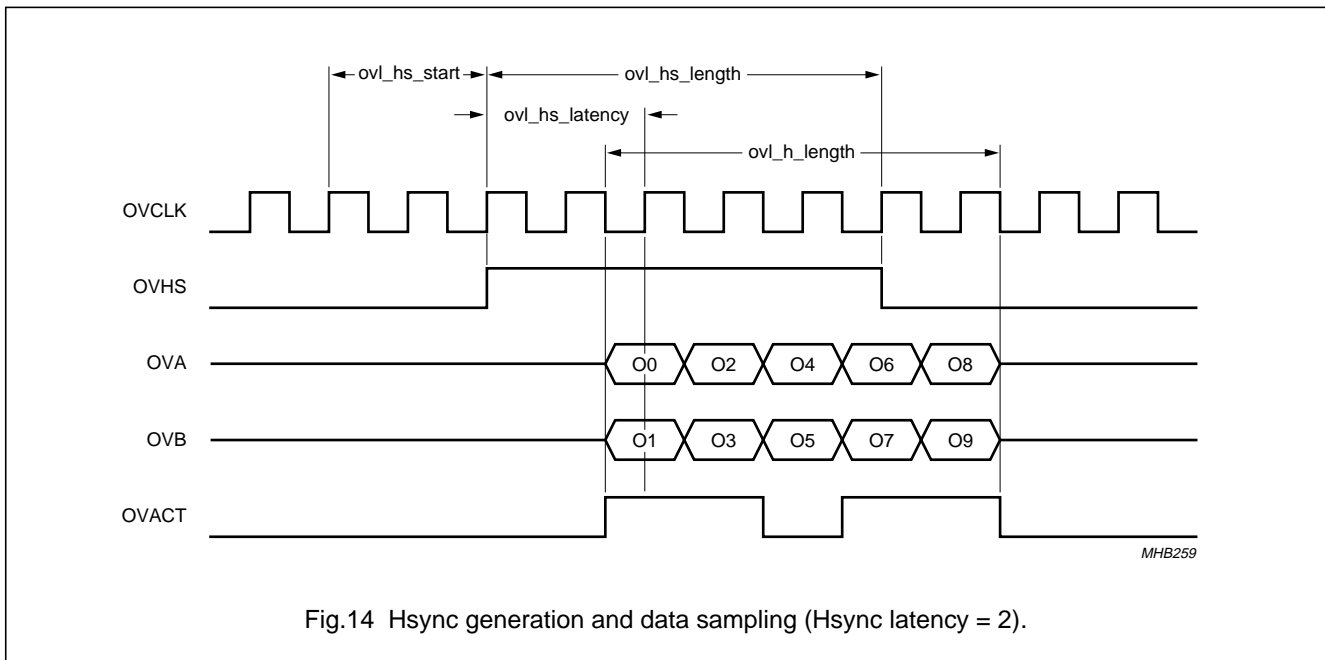 ovl_hs_start
ovl_hs_length
ovl_hs_latency
ovl_h_length
OVCLK
OVHS
OVA
O0 O2 O4 O6 O8
OVB
O1 O3 O5 O7 O9
OVACT
MHB259
Fig.14 Hsync generation and data sampling (Hsync latency = 2).